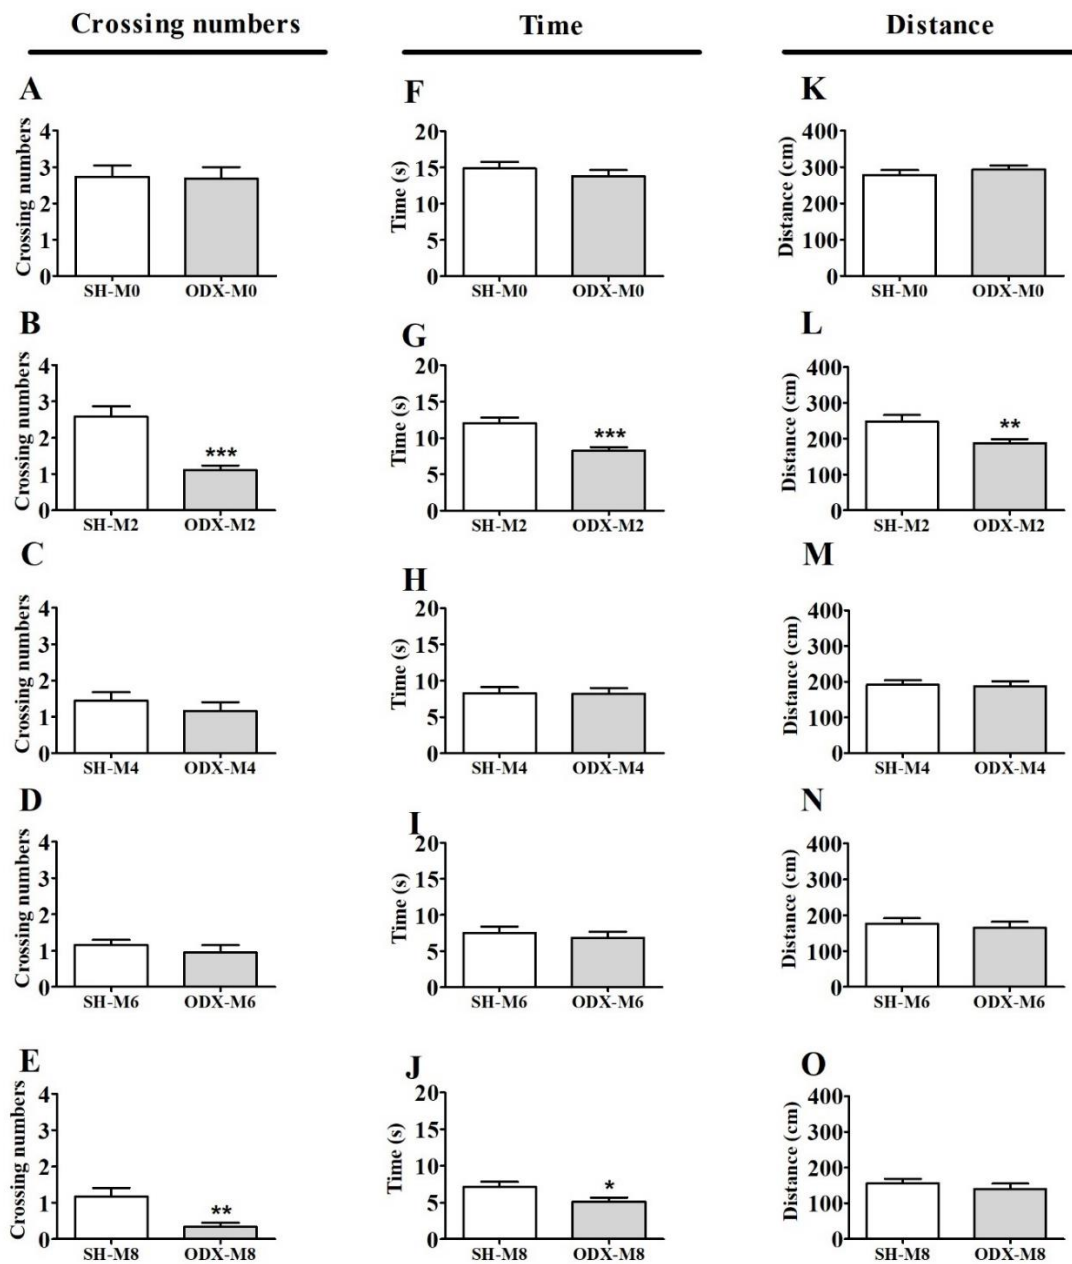 Crossing numbers Time Distance
A F K
Crossing numbers
4
3
2
1
0
SH-M0 ODX-M0
Time (s)
20
15
10
5
0
SH-M0 ODX-M0
Distance (cm)
400
300
200
100
0
SH-M0 ODX-M0
B G L
Crossing numbers
4
3
2
1
0
***
SH-M2 ODX-M2
Time (s)
20
15
10
5
0
***
SH-M2 ODX-M2
Distance (cm)
400
300
200
100
0
**
SH-M2 ODX-M2
C H M
Crossing numbers
4
3
2
1
0
SH-M4 ODX-M4
Time (s)
20
15
10
5
0
SH-M4 ODX-M4
Distance (cm)
400
300
200
100
0
SH-M4 ODX-M4
D I N
Crossing numbers
4
3
2
1
0
SH-M6 ODX-M6
Time (s)
20
15
10
5
0
SH-M6 ODX-M6
Distance (cm)
400
300
200
100
0
SH-M6 ODX-M6
E J O
Crossing numbers
4
3
2
1
0
**
SH-M8 ODX-M8
Time (s)
20
15
10
5
0
*
SH-M8 ODX-M8
Distance (cm)
400
300
200
100
0
SH-M8 ODX-M8